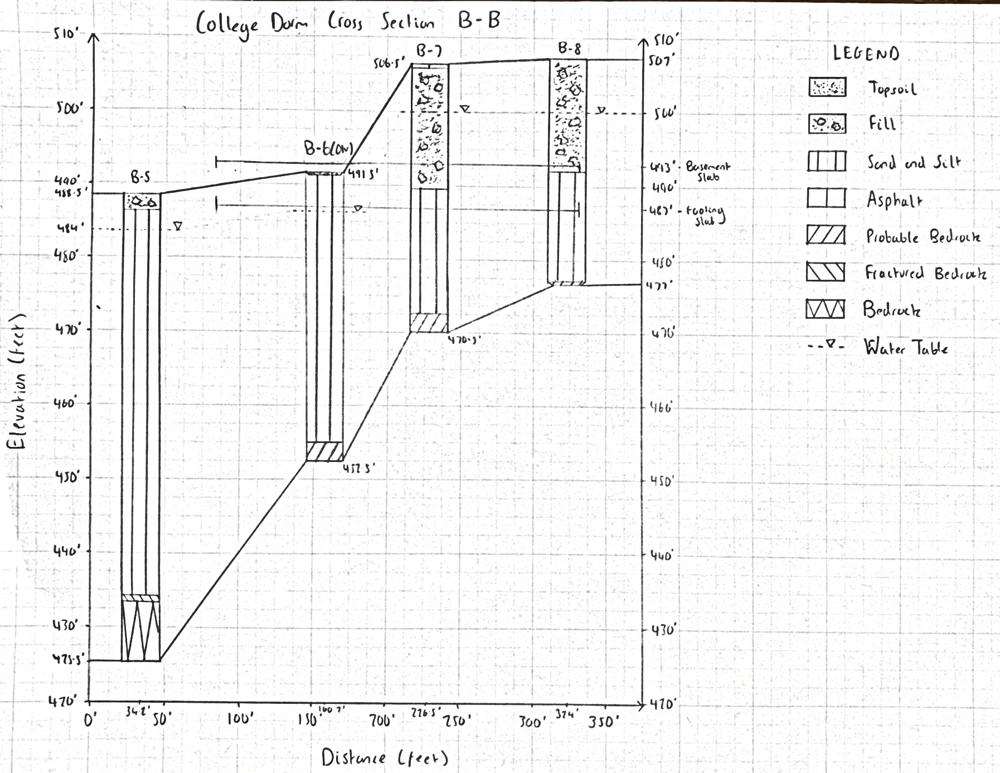 College Dorm Cross Section B-B
510'
500'
490'
488.5'
484'
480'
470'
460'
450'
440'
430'
425.5'
420'
Elevation (feet)
B-5
B-6(OW)
491.5'
452.5'
506.5'
B-7
470.5'
B-8
510'
507'
500'
493' - Basement
Slab
490'
487' - Footing
Slab
480'
477'
470'
460'
450'
440'
430'
420'
0' 34.2' 50' 100' 150' 160.7' 200' 226.5' 250' 300' 324' 350'
Distance (feet)
LEGEND
Topsoil
Fill
Sand and Silt
Asphalt
Probable Bedrock
Fractured Bedrock
Bedrock
Water Table